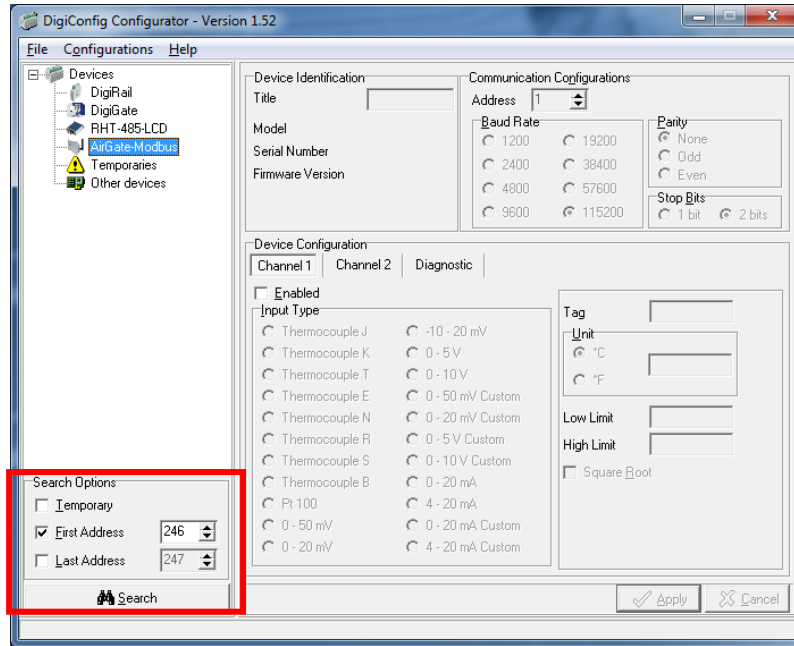 DigiConfig Configurator - Version 1.52
File Configurations Help
Devices
DigiRail
DigiGate
RHT-485-LCD
AirGate-Modbus
Temporaries
Other devices
Search Options
Temporary
First Address 246
Last Address 247
Search
Device Identification
Title
Model
Serial Number
Firmware Version
Communication Configurations
Address 1
Baud Rate
1200 19200
2400 38400
4800 57600
9600 115200
Parity
None
Odd
Even
Stop Bits
1 bit 2 bits
Device Configuration
Channel 1 Channel 2 Diagnostic
Enabled
Input Type
Thermocouple J -10 - 20 mV
Thermocouple K 0 - 5 V
Thermocouple T 0 - 10 V
Thermocouple E 0 - 50 mV Custom
Thermocouple N 0 - 20 mV Custom
Thermocouple R 0 - 5 V Custom
Thermocouple S 0 - 10 V Custom
Thermocouple B 0 - 20 mA
Pt 100 4 - 20 mA
0 - 50 mV 0 - 20 mA Custom
0 - 20 mV 4 - 20 mA Custom
Tag
Unit
°C
°F
Low Limit
High Limit
Square Root
Apply Cancel